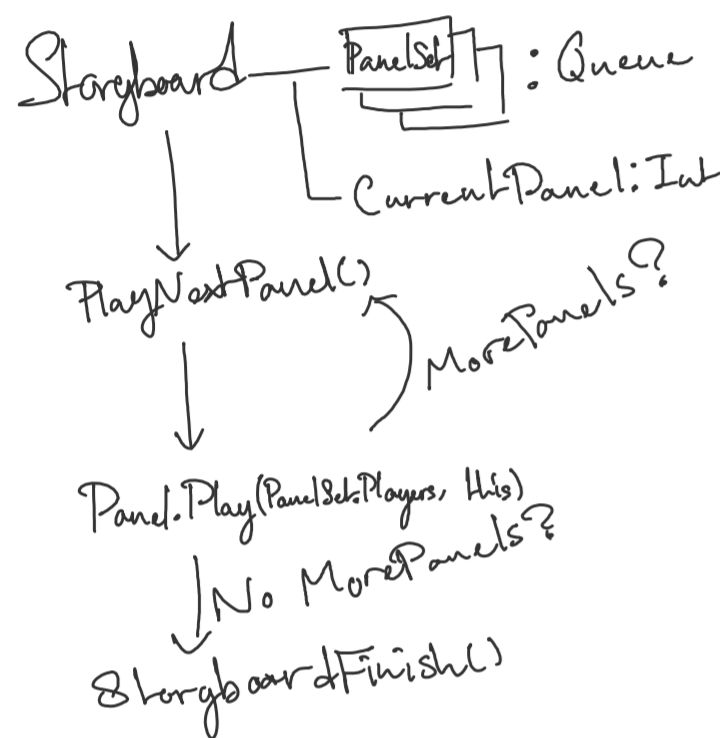 Storyboard PanelSet : Queue
CurrentPanel: Int
PlayNextPanel()
MorePanels?
Panel.Play(PanelSet.Players, this)
No MorePanels?
StoryboardFinish()